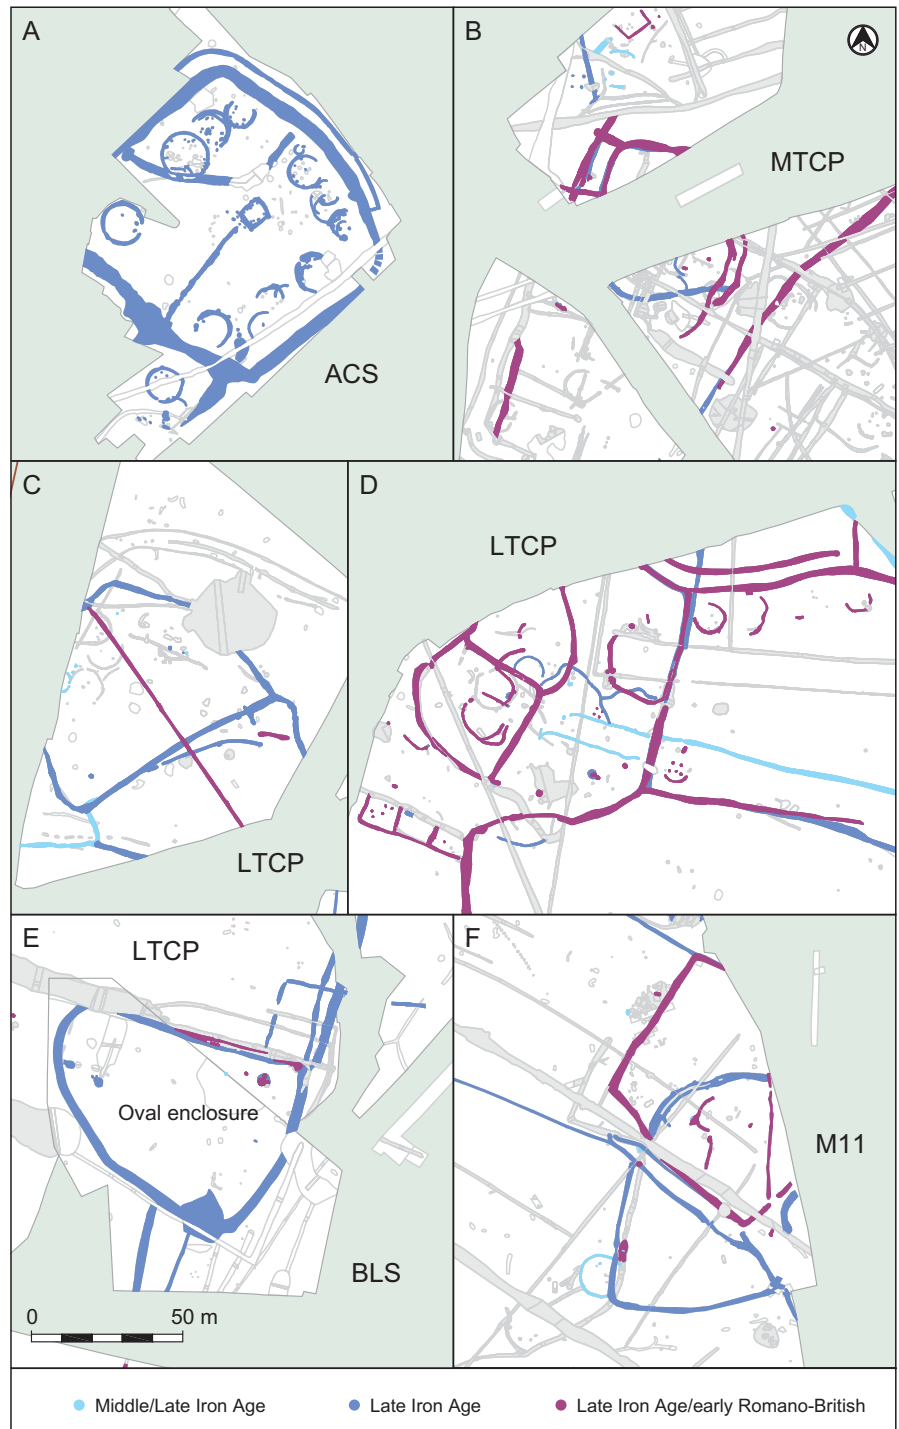 A
ACS
B
N
MTCP
C
LTCP
D
LTCP
E
LTCP
Oval enclosure
BLS
0 50 m
F
M11
Middle/Late Iron Age Late Iron Age Late Iron Age/early Romano-British